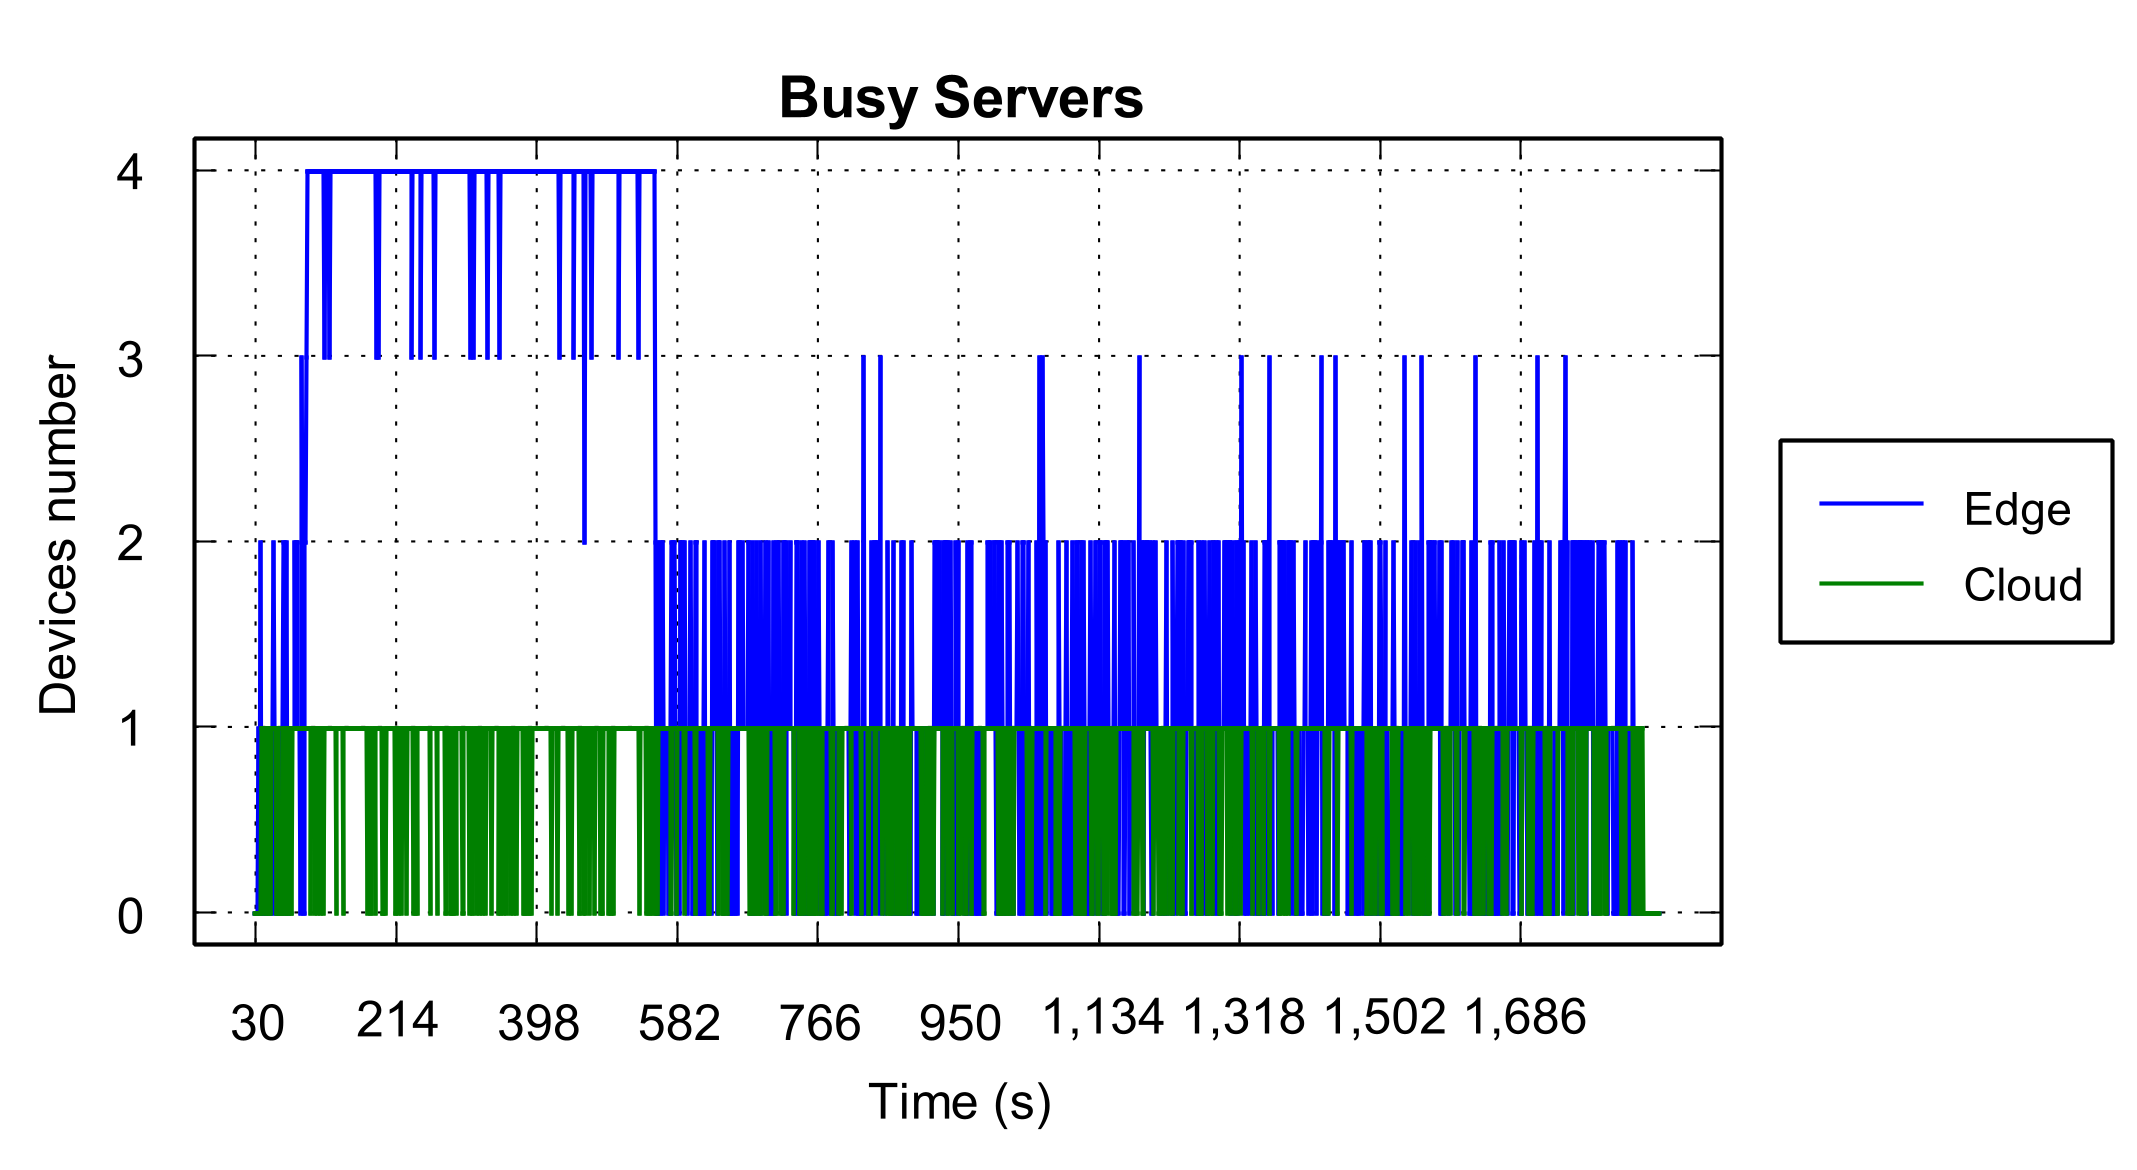 Busy Servers
4
3
2
1
0
Devices number
30 214 398 582 766 950 1,134 1,318 1,502 1,686
Time (s)
Edge
Cloud